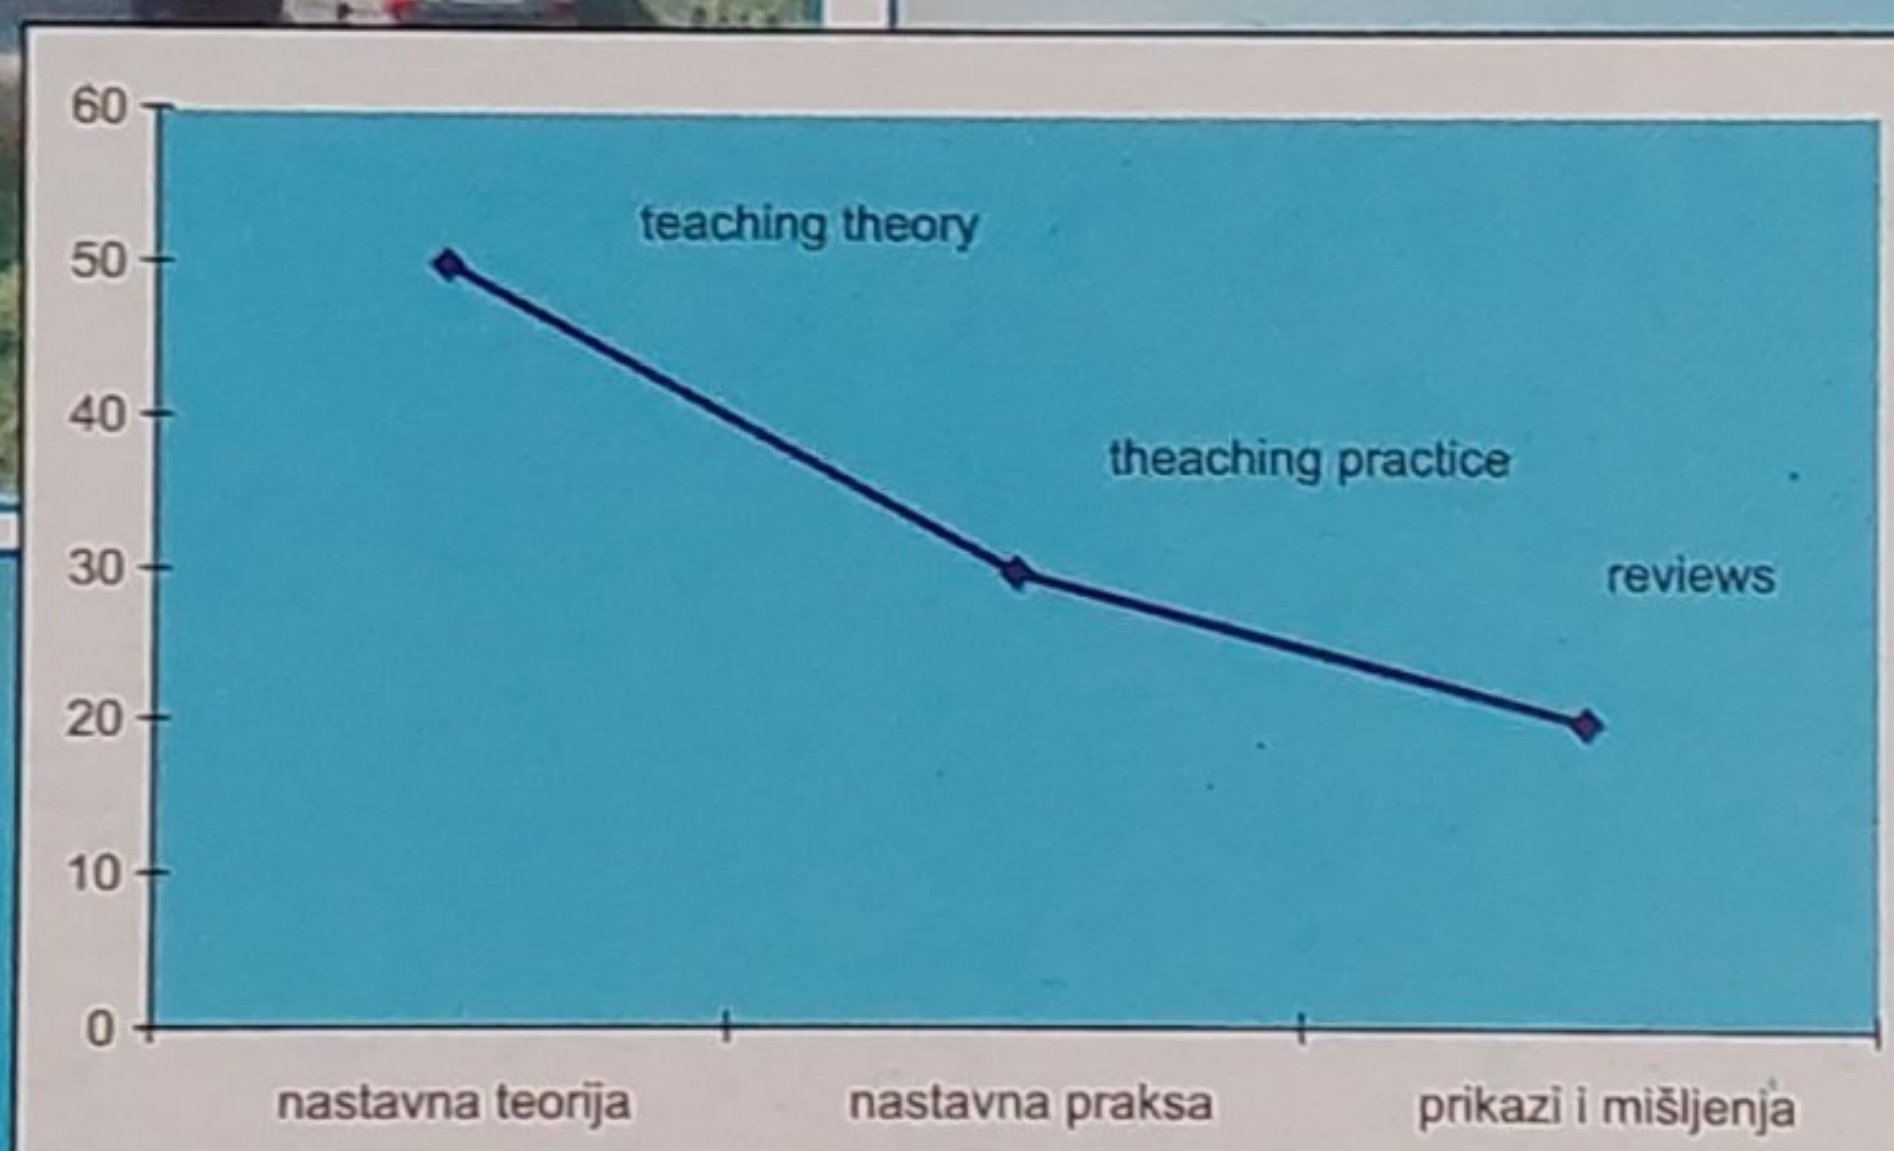 60
teaching theory
50
40
theaching practice
30
reviews
20
10
0
nastavna teorija
nastavna praksa
prikazi i mišljenja